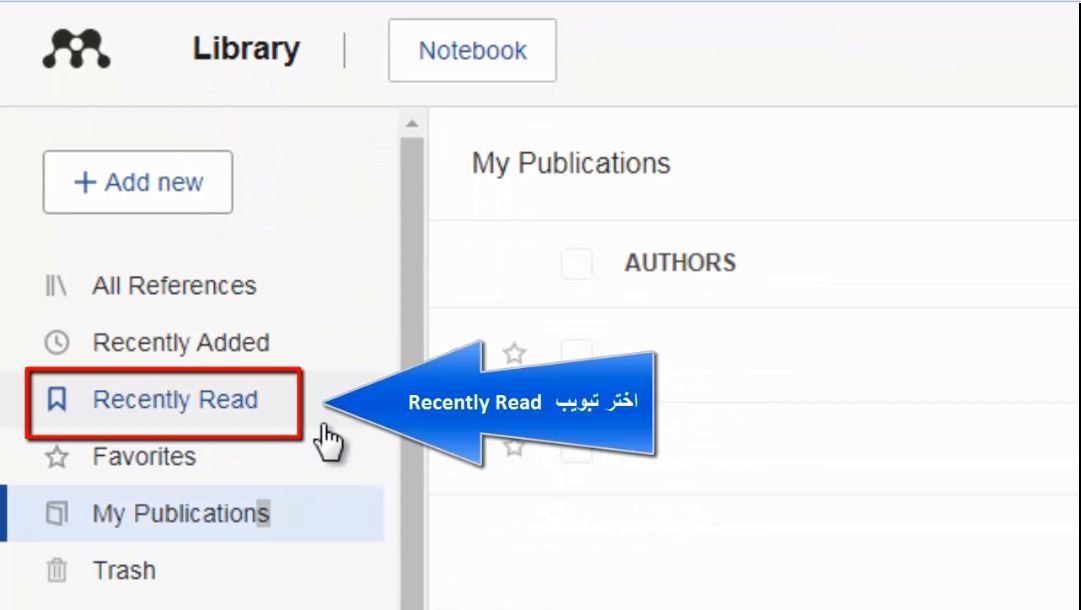 Library
Notebook
+ Add new
My Publications
AUTHORS
All References
Recently Added
Recently Read
اختر تبويب Recently Read
Favorites
My Publications
Trash